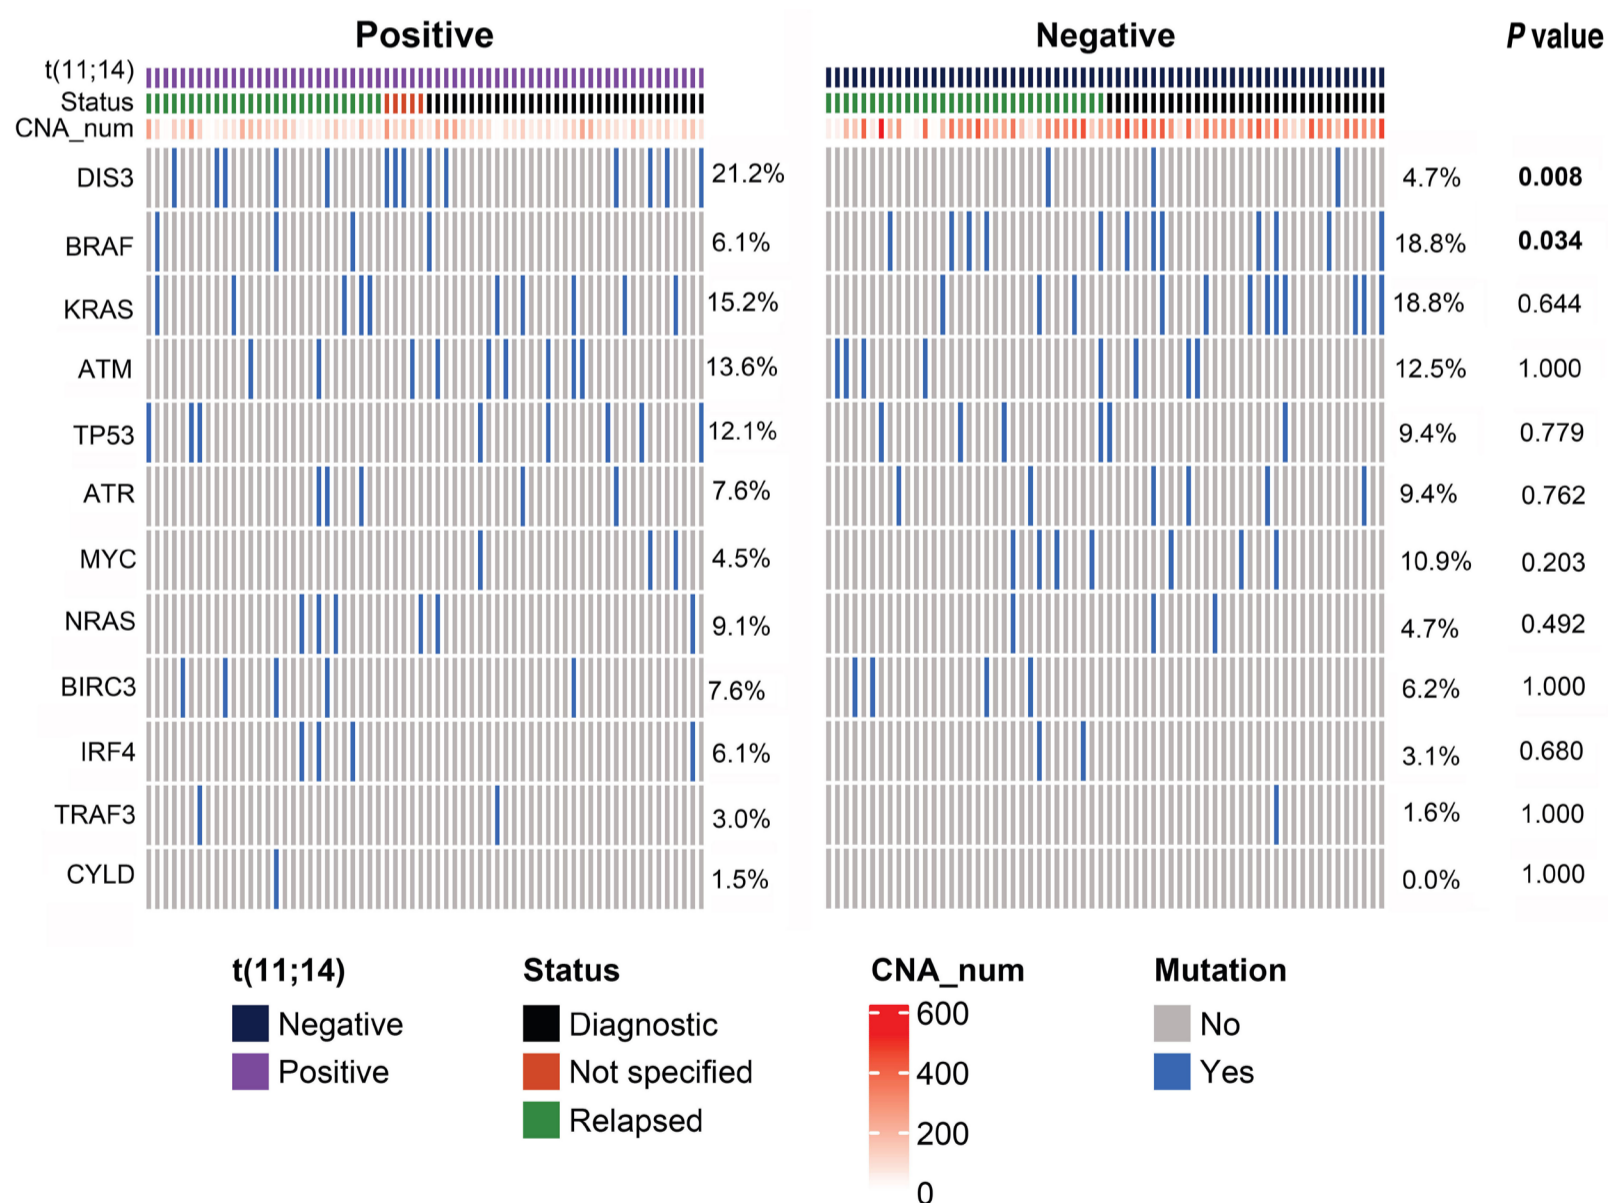 Positive Negative P value
t(11;14)
Status
CNA_num
DIS3 21.2% 4.7% 0.008
BRAF 6.1% 18.8% 0.034
KRAS 15.2% 18.8% 0.644
ATM 13.6% 12.5% 1.000
TP53 12.1% 9.4% 0.779
ATR 7.6% 9.4% 0.762
MYC 4.5% 10.9% 0.203
NRAS 9.1% 4.7% 0.492
BIRC3 7.6% 6.2% 1.000
IRF4 6.1% 3.1% 0.680
TRAF3 3.0% 1.6% 1.000
CYLD 1.5% 0.0% 1.000
t(11;14) Status CNA_num Mutation
Negative Diagnostic 600 No
Positive Not specified 400 Yes
Relapsed 200
0